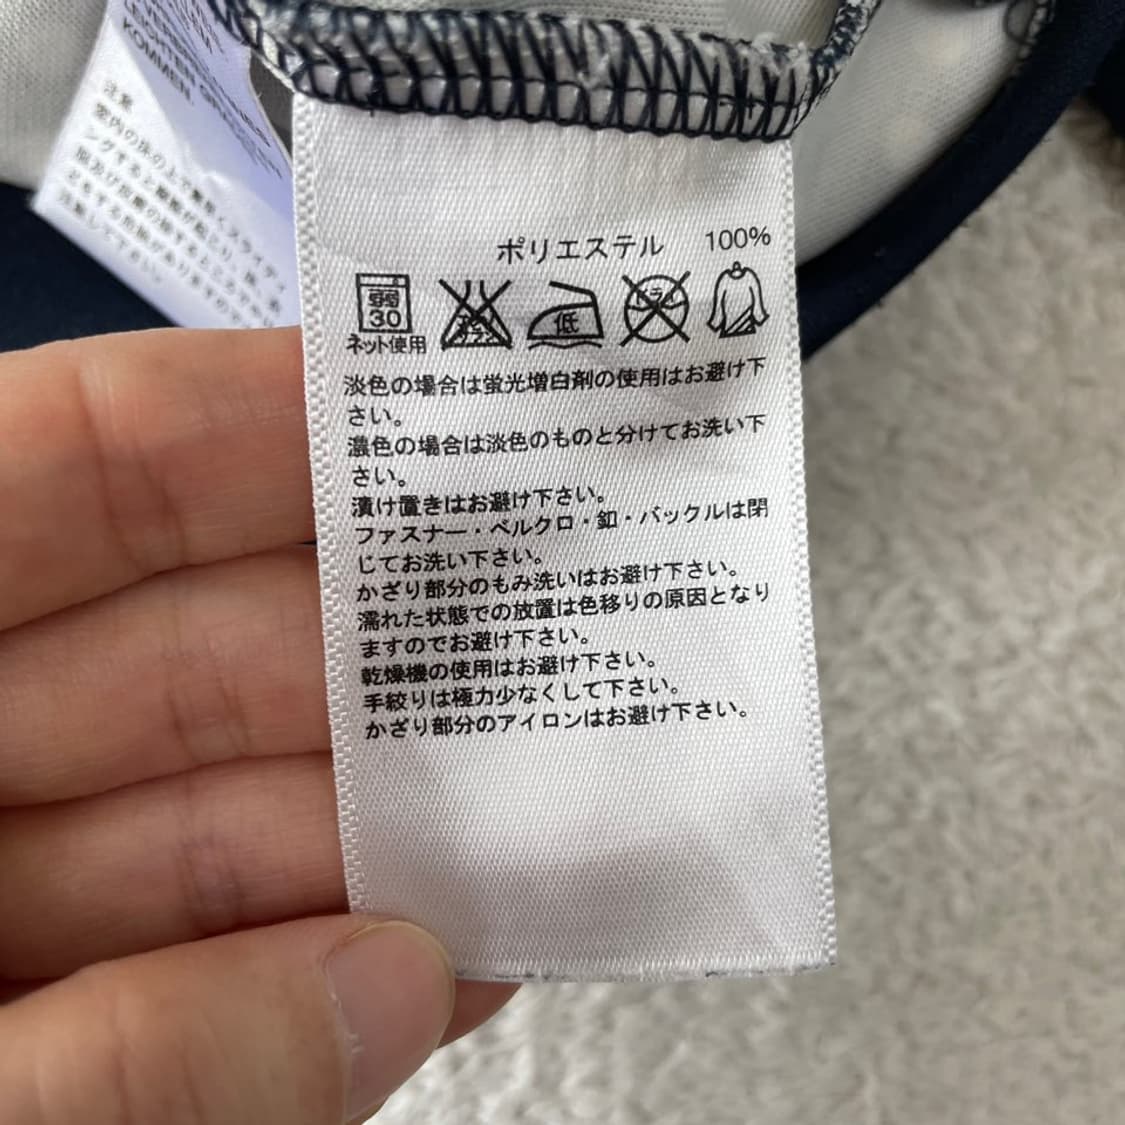 KOMMEN.
注意
ポリエステル 100%
弱
30
ネット使用
低
淡色の場合は蛍光増白剤の使用はお避け下
さい。
濃色の場合は淡色のものと分けてお洗い下
さい。
漬け置きはお避け下さい。
ファスナー・ベルクロ・釦・バックルは閉
じてお洗い下さい。
かざり部分のもみ洗いはお避け下さい。
濡れた状態での放置は色移りの原因となり
ますのでお避け下さい。
乾燥機の使用はお避け下さい。
手絞りは極力少なくして下さい。
かざり部分のアイロンはお避け下さい。